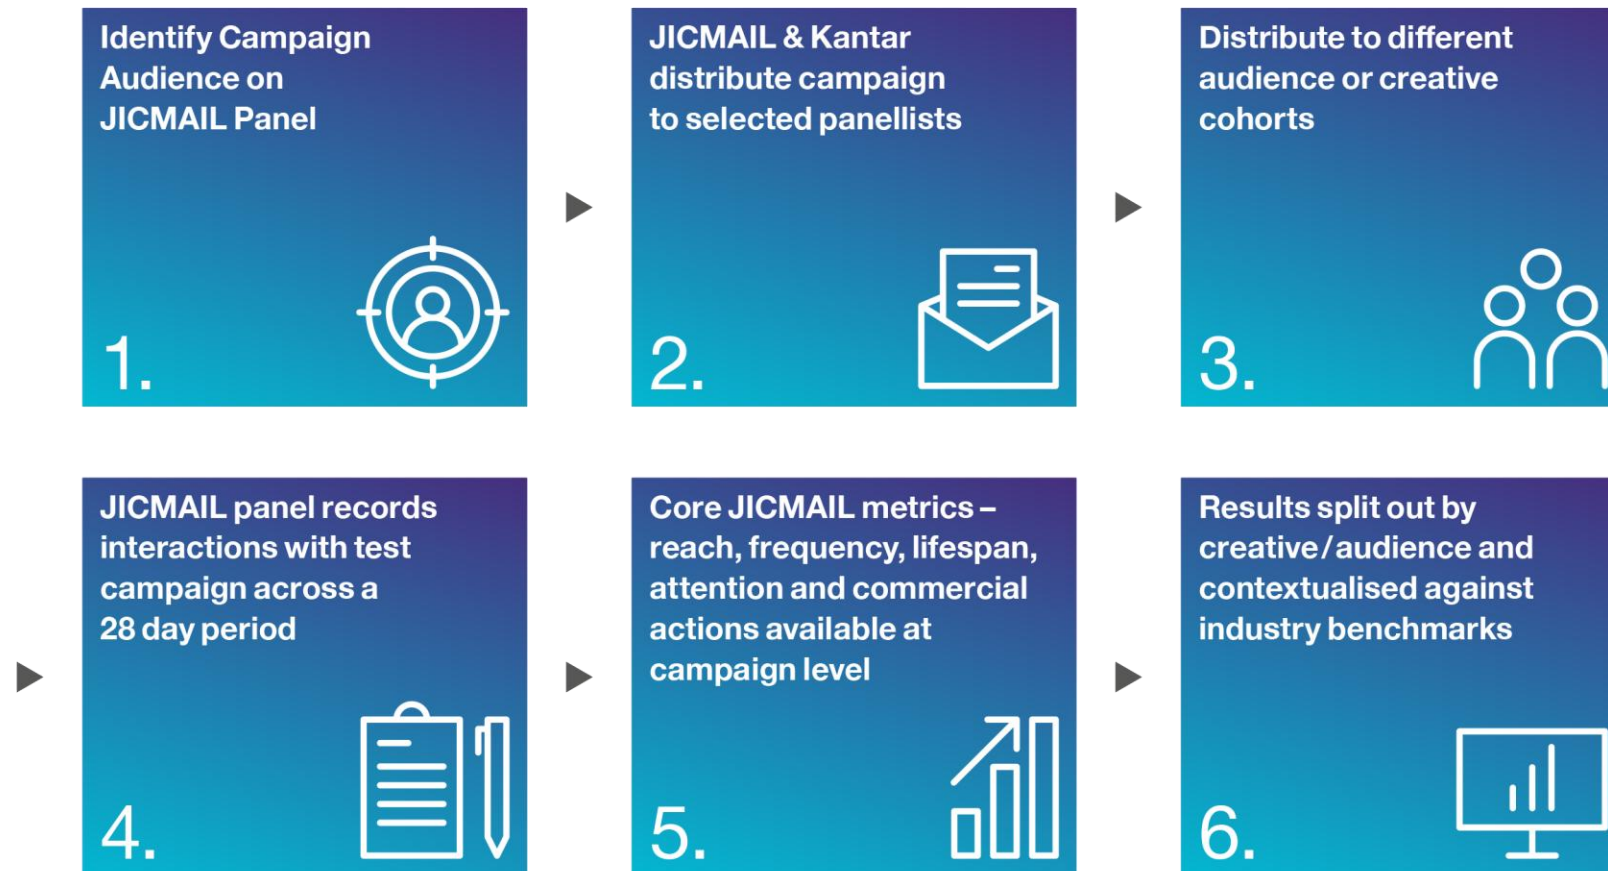 Identify Campaign
Audience on
JICMAIL Panel
1.
JICMAIL & Kantar
distribute campaign
to selected panellists
2.
Distribute to different
audience or creative
cohorts
3.
JICMAIL panel records
interactions with test
campaign across a
28 day period
4.
Core JICMAIL metrics –
reach, frequency, lifespan,
attention and commercial
actions available at
campaign level
5.
Results split out by
creative/audience and
contextualised against
industry benchmarks
6.